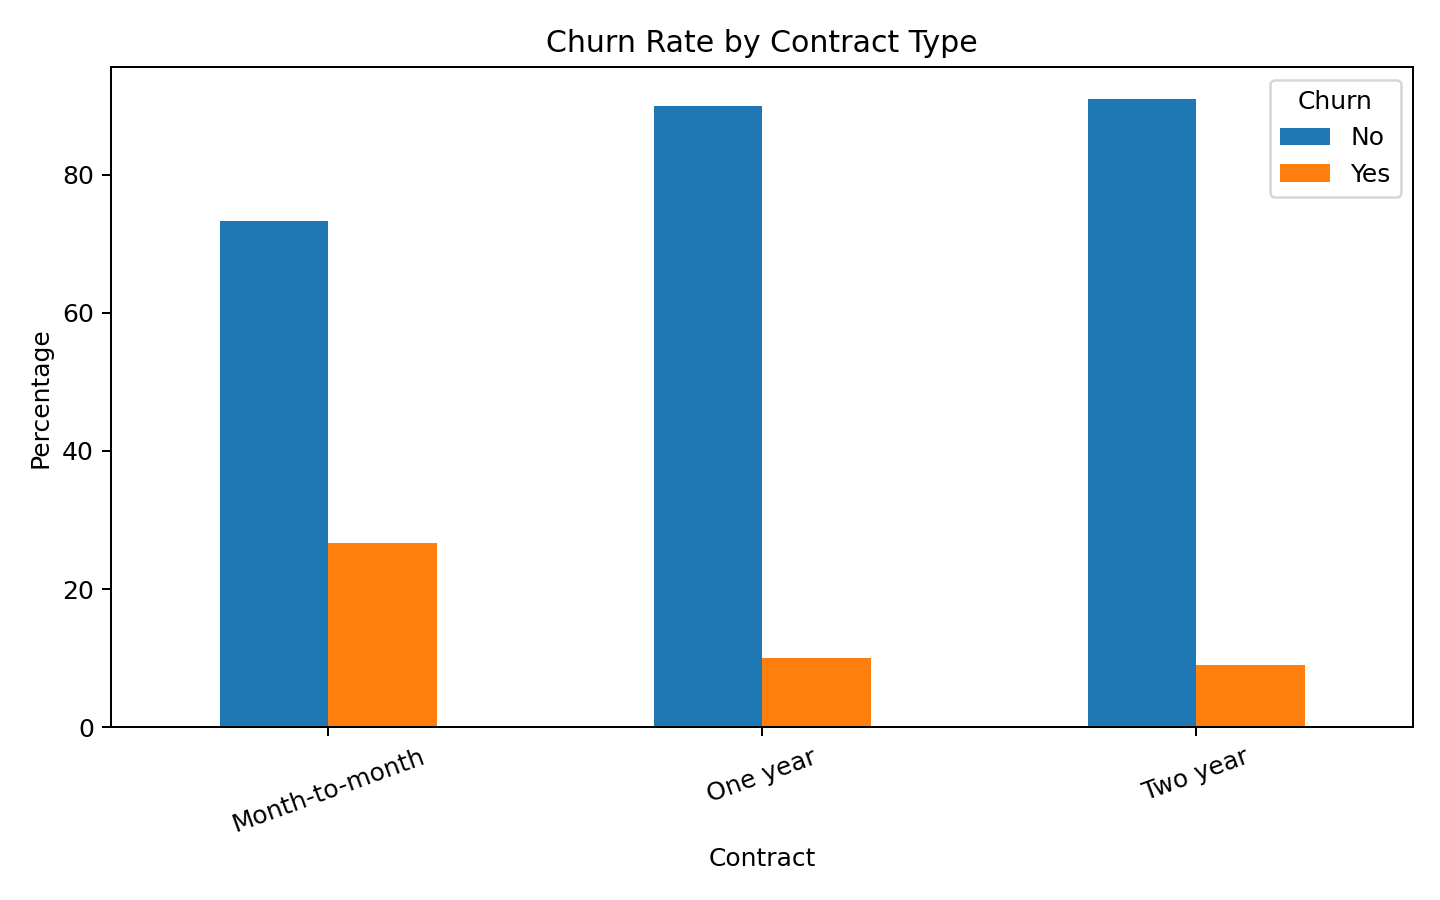 Churn Rate by Contract Type
Churn
No
Yes
Percentage
80
60
40
20
0
Month-to-month
One year
Two year
Contract